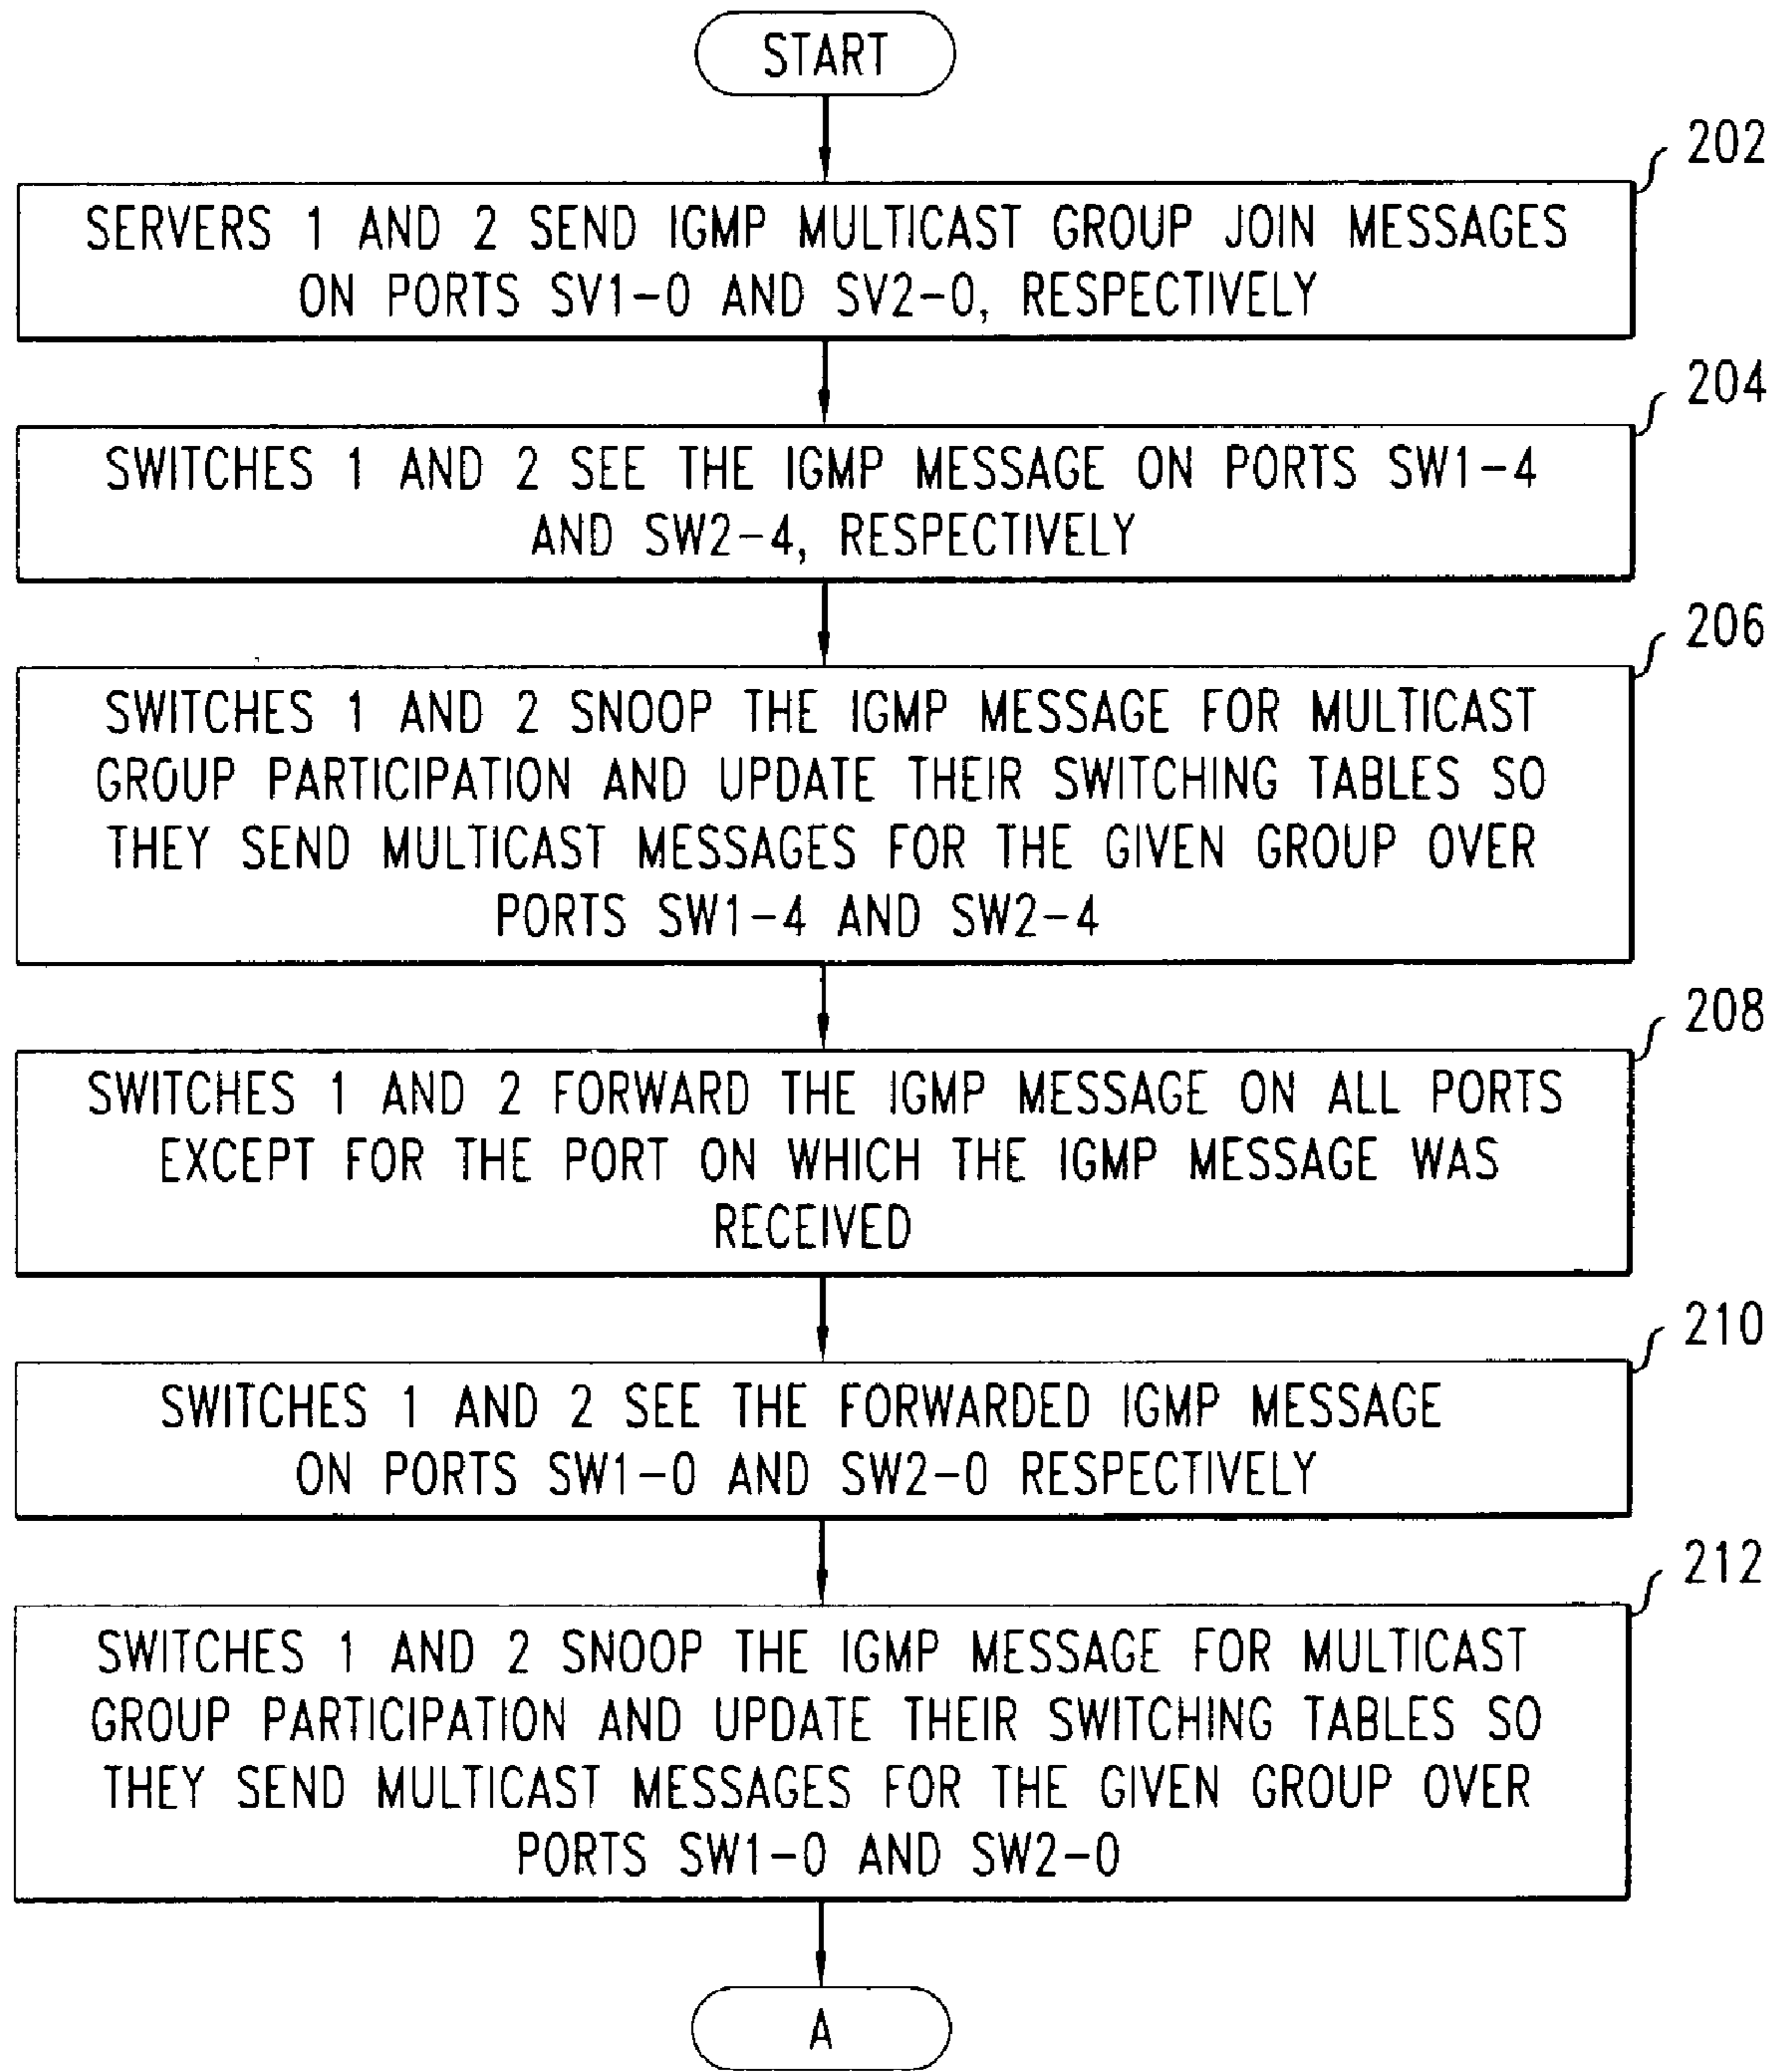 START
202
SERVERS 1 AND 2 SEND IGMP MULTICAST GROUP JOIN MESSAGES
ON PORTS SV1-0 AND SV2-0, RESPECTIVELY
204
SWITCHES 1 AND 2 SEE THE IGMP MESSAGE ON PORTS SW1-4
AND SW2-4, RESPECTIVELY
206
SWITCHES 1 AND 2 SNOOP THE IGMP MESSAGE FOR MULTICAST
GROUP PARTICIPATION AND UPDATE THEIR SWITCHING TABLES SO
THEY SEND MULTICAST MESSAGES FOR THE GIVEN GROUP OVER
PORTS SW1-4 AND SW2-4
208
SWITCHES 1 AND 2 FORWARD THE IGMP MESSAGE ON ALL PORTS
EXCEPT FOR THE PORT ON WHICH THE IGMP MESSAGE WAS
RECEIVED
210
SWITCHES 1 AND 2 SEE THE FORWARDED IGMP MESSAGE
ON PORTS SW1-0 AND SW2-0 RESPECTIVELY
212
SWITCHES 1 AND 2 SNOOP THE IGMP MESSAGE FOR MULTICAST
GROUP PARTICIPATION AND UPDATE THEIR SWITCHING TABLES SO
THEY SEND MULTICAST MESSAGES FOR THE GIVEN GROUP OVER
PORTS SW1-0 AND SW2-0
A